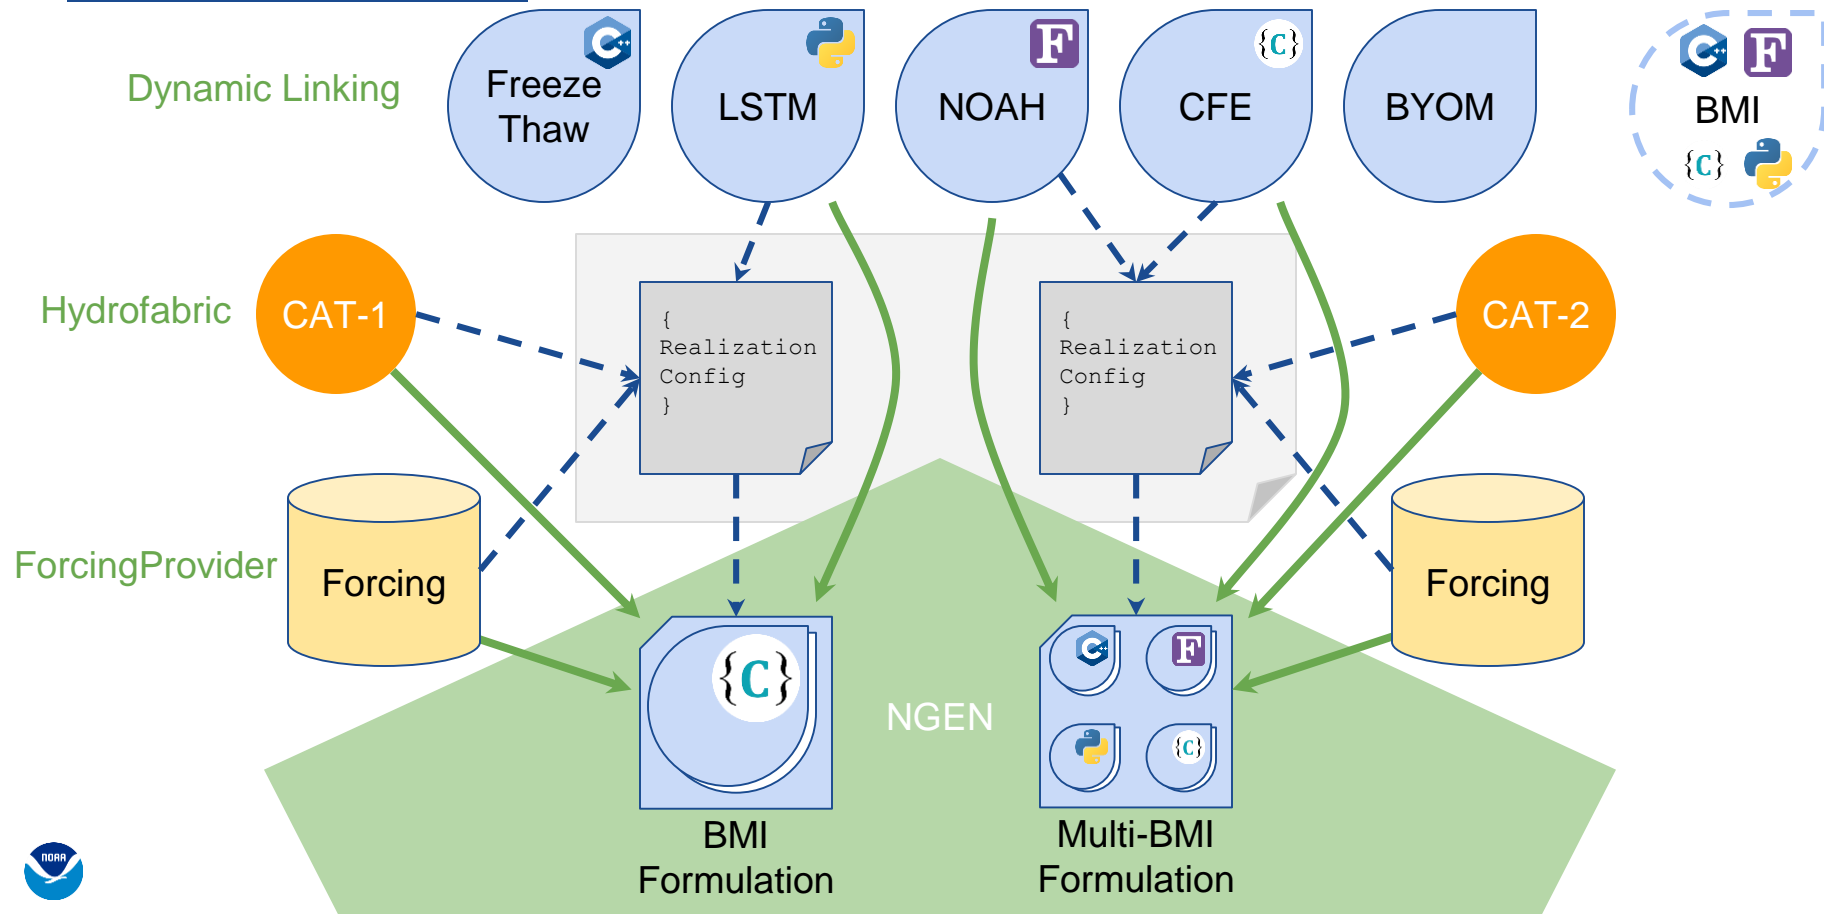 Dynamic Linking
C++
Freeze
Thaw
LSTM
F
NOAH
{C}
CFE
BYOM
C++
F
BMI
{C}
Hydrofabric
CAT-1
{
Realization
Config
}
{
Realization
Config
}
CAT-2
ForcingProvider
Forcing
Forcing
{C}
NGEN
C++
F
{C}
BMI
Formulation
Multi-BMI
Formulation
NOAA